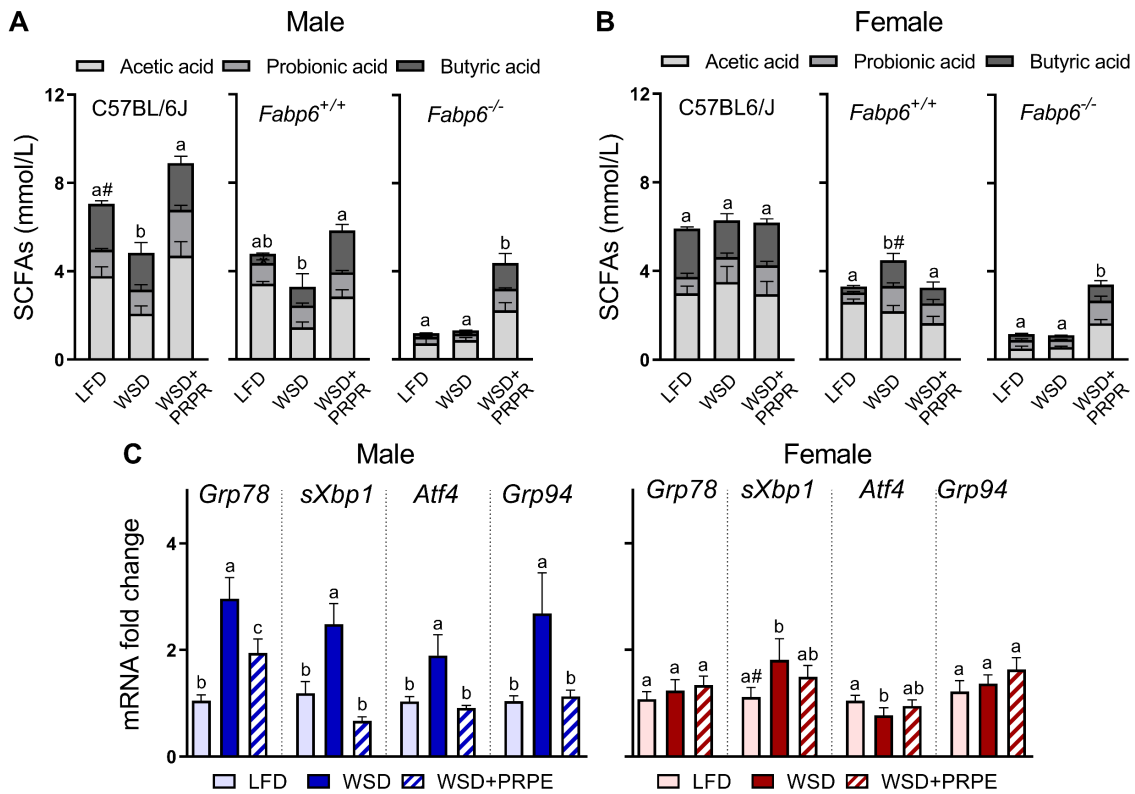 A Male
Acetic acid Probionic acid Butyric acid
SCFAs (mmol/L)
12
8
4
0
C57BL/6J
a#
b
a
LFD
WSD
WSD+
PRPR
Fabp6+/+
ab
b
a
LFD
WSD
WSD+
PRPR
Fabp6-/-
a
a
b
LFD
WSD
WSD+
PRPR
B Female
Acetic acid Probionic acid Butyric acid
SCFAs (mmol/L)
12
8
4
0
C57BL6/J
a
a
a
LFD
WSD
WSD+
PRPR
Fabp6+/+
a
b#
a
LFD
WSD
WSD+
PRPR
Fabp6-/-
a
a
b
LFD
WSD
WSD+
PRPR
C Male
mRNA fold change
4
2
0
Grp78 sXbp1 Atf4 Grp94
b a c
b a b
b a b
b a b
LFD WSD WSD+PRPE
Female
Grp78 sXbp1 Atf4 Grp94
a a a
a# b ab
a b ab
a a a
LFD WSD WSD+PRPE